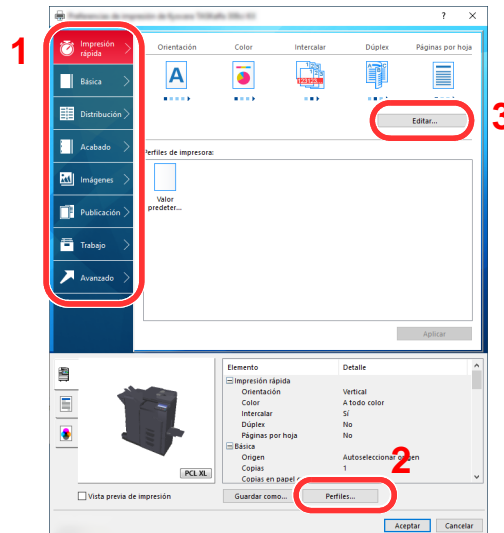 ? ×
1
Impresión
rápida
Básica
Distribución
Acabado
Imágenes
Publicación
Trabajo
Avanzado
Orientación Color Intercalar Dúplex Páginas por hoja
A
123123
3
Editar...
Perfiles de impresora:
Valor
predeter...
Aplicar
Elemento Detalle
Impresión rápida
Orientación Vertical
Color A todo color
Intercalar Sí
Dúplex No
Páginas por hoja No
Básica
Origen Autoseleccionar origen
Copias 1
Copias en papel
2
PCL XL
Vista previa de impresión
Guardar como... Perfiles...
Aceptar Cancelar